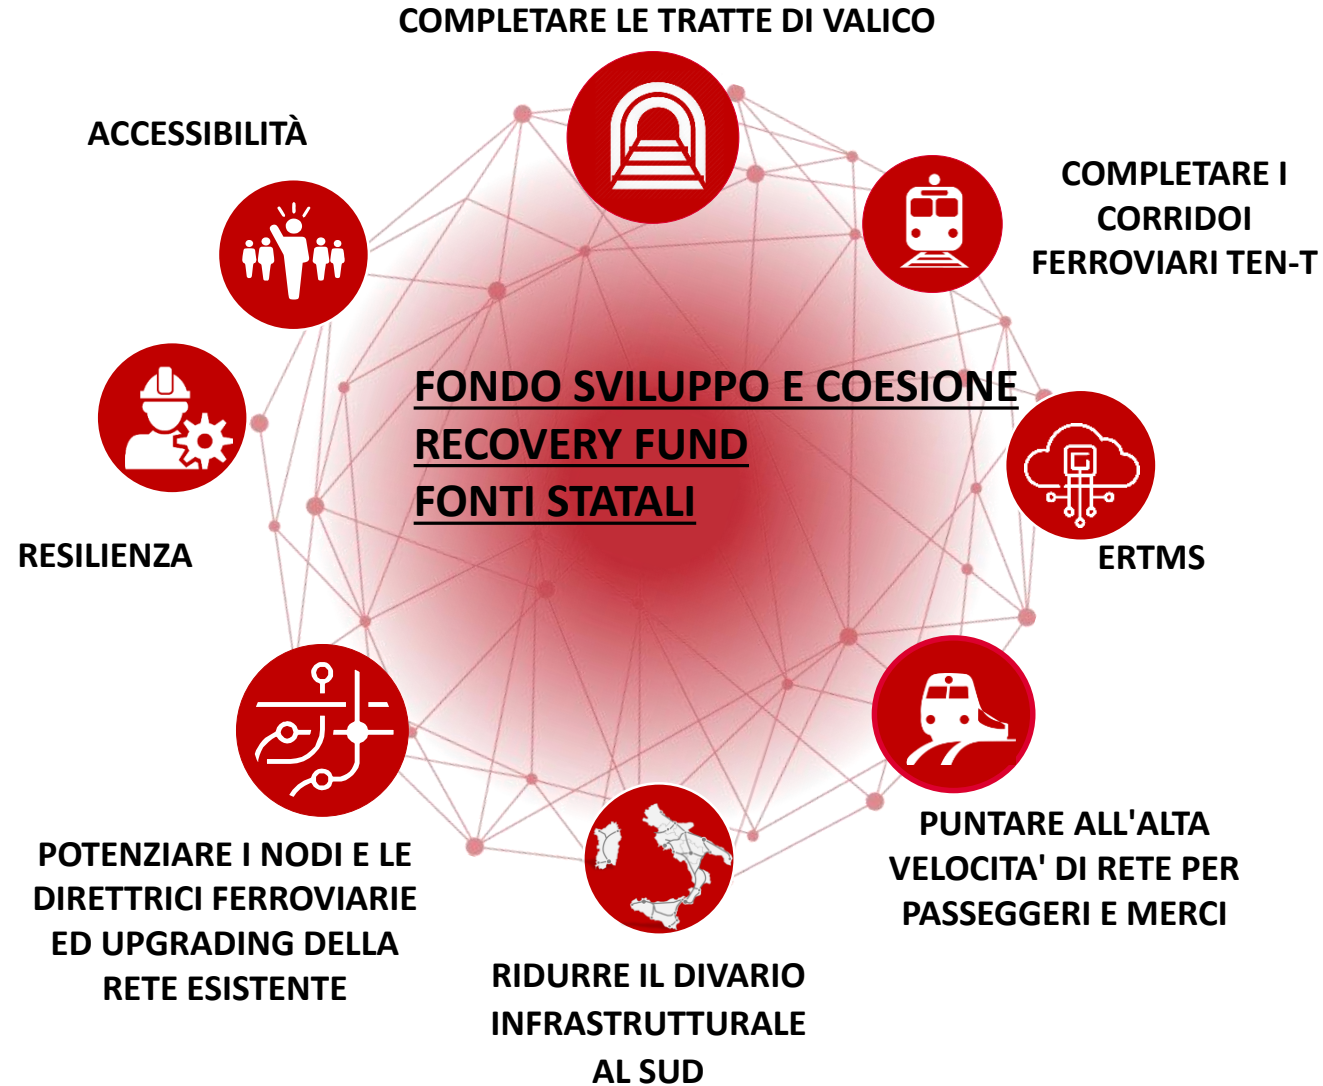 COMPLETARE LE TRATTE DI VALICO
ACCESSIBILITÀ
COMPLETARE I
CORRIDOI
FERROVIARI TEN-T
FONDO SVILUPPO E COESIONE
RECOVERY FUND
FONTI STATALI
RESILIENZA
ERTMS
PUNTARE ALL'ALTA
VELOCITA' DI RETE PER
PASSEGGERI E MERCI
POTENZIARE I NODI E LE
DIRETTRICI FERROVIARIE
ED UPGRADING DELLA
RETE ESISTENTE
RIDURRE IL DIVARIO
INFRASTRUTTURALE
AL SUD